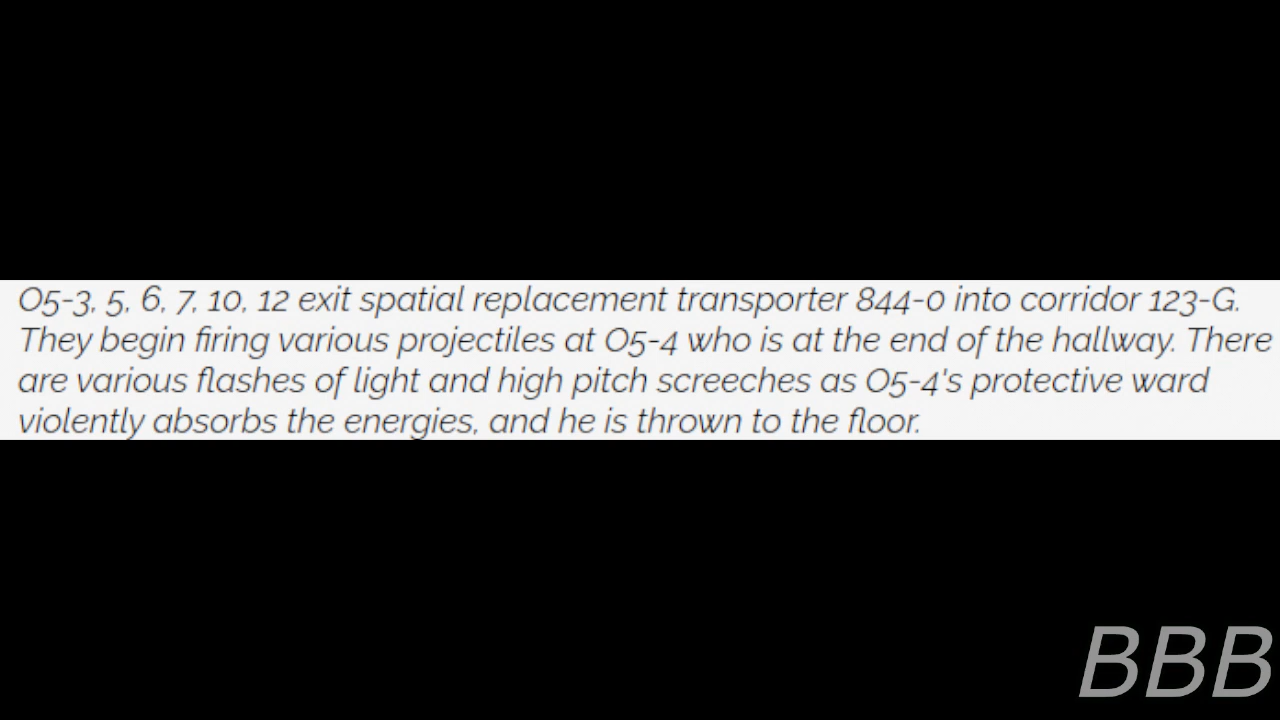 O5-3, 5, 6, 7, 10, 12 exit spatial replacement transporter 844-0 into corridor 123-G.
They begin firing various projectiles at O5-4 who is at the end of the hallway. There
are various flashes of light and high pitch screeches as O5-4's protective ward
violently absorbs the energies, and he is thrown to the floor.
BBB